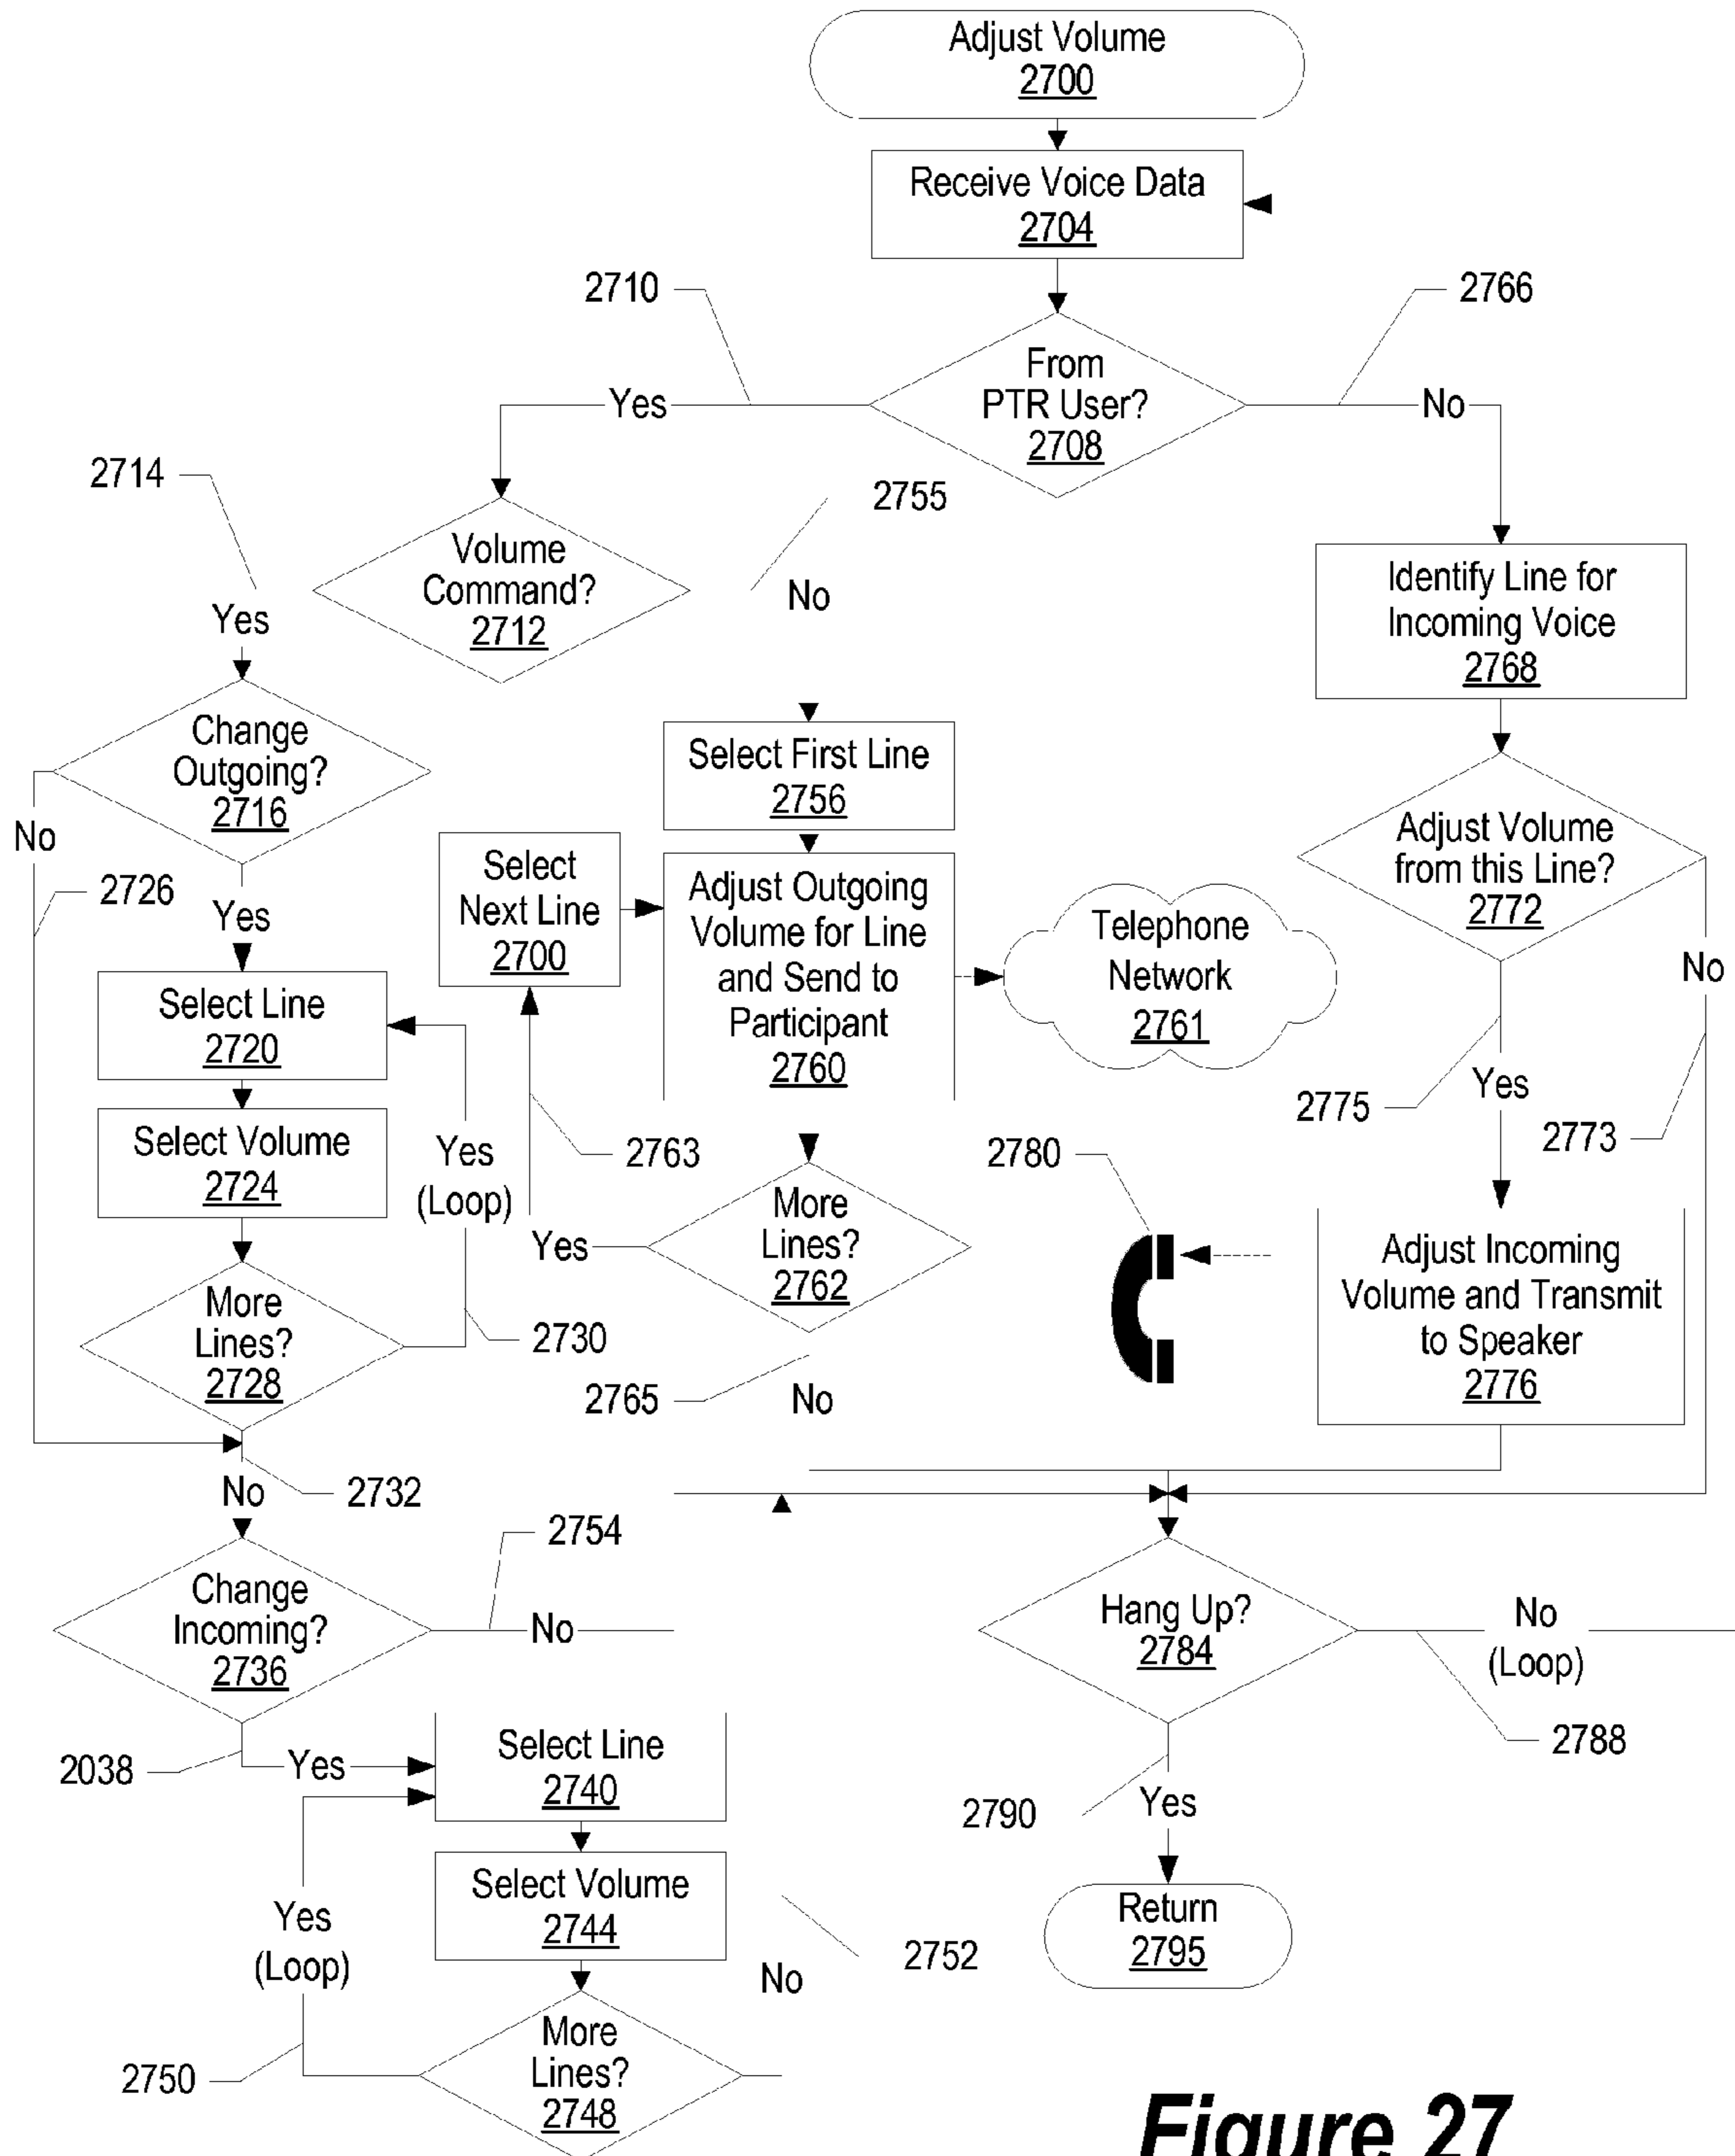 Adjust Volume
2700
Receive Voice Data
2704
2710
2766
From
PTR User?
2708
Yes
No
2714
2755
Volume
Command?
2712
No
Yes
Identify Line for
Incoming Voice
2768
Change
Outgoing?
2716
Select First Line
2756
No
2726
Yes
Select
Next Line
2700
Adjust Outgoing
Volume for Line
and Send to
Participant
2760
Telephone
Network
2761
Adjust Volume
from this Line?
2772
No
Select Line
2720
2775
Yes
2773
Select Volume
2724
Yes
(Loop)
2763
2780
More
Lines?
2762
Yes
Adjust Incoming
Volume and Transmit
to Speaker
2776
More
Lines?
2728
2730
2765
No
No
2732
2754
Change
Incoming?
2736
No
Hang Up?
2784
No
(Loop)
2788
2038
Yes
Select Line
2740
2790
Yes
Select Volume
2744
Return
2795
Yes
(Loop)
2752
No
More
Lines?
2748
2750
Figure 27